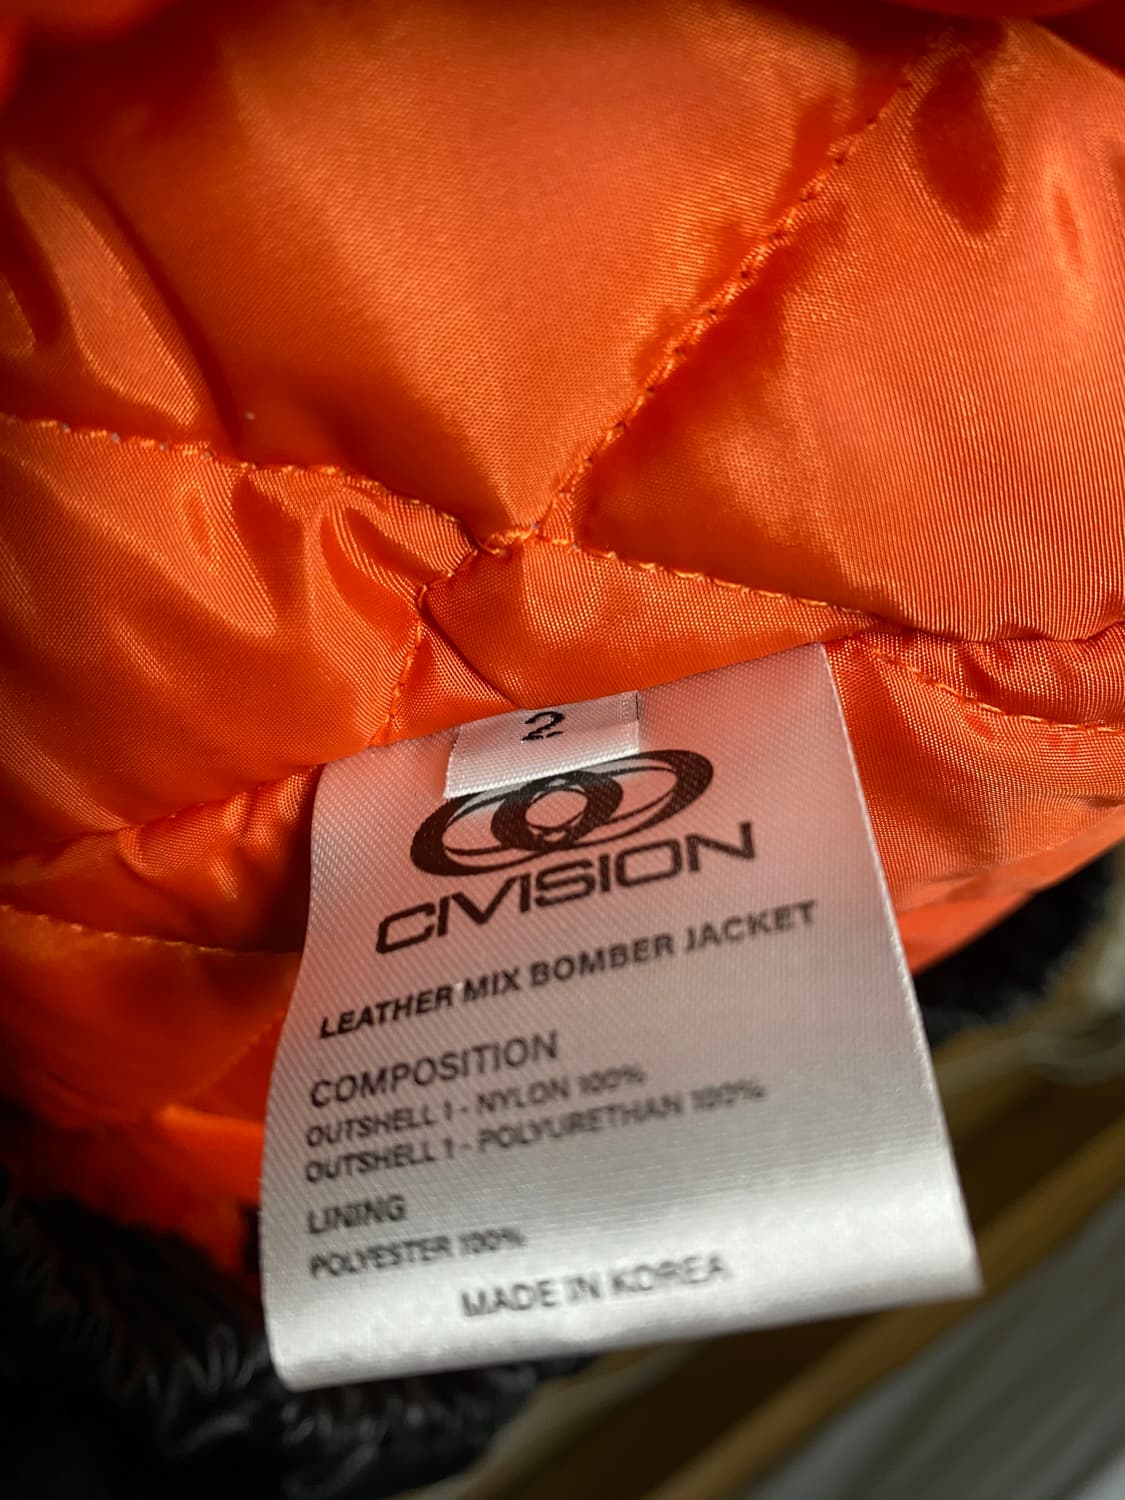 2
CIVISION
LEATHER MIX BOMBER JACKET
COMPOSITION
OUTSHELL 1 - NYLON 100%
OUTSHELL 1 - POLYURETHAN 100%
LINING
POLYESTER 100%
MADE IN KOREA